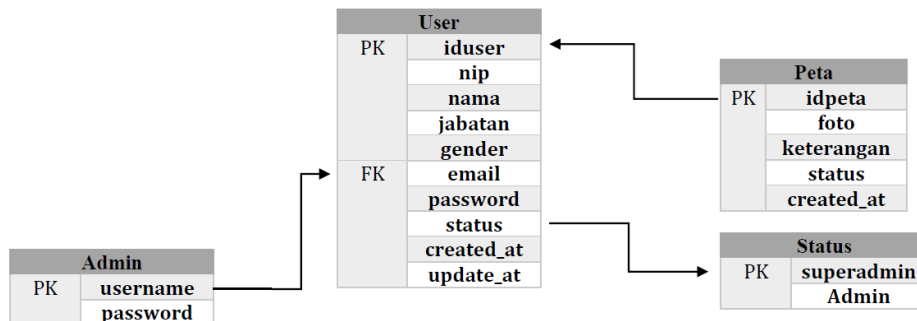 User
PK iduser
nip
nama
jabatan
gender
FK email
password
status
created_at
update_at
Peta
PK idpeta
foto
keterangan
status
created_at
Status
PK superadmin
Admin
Admin
PK username
password